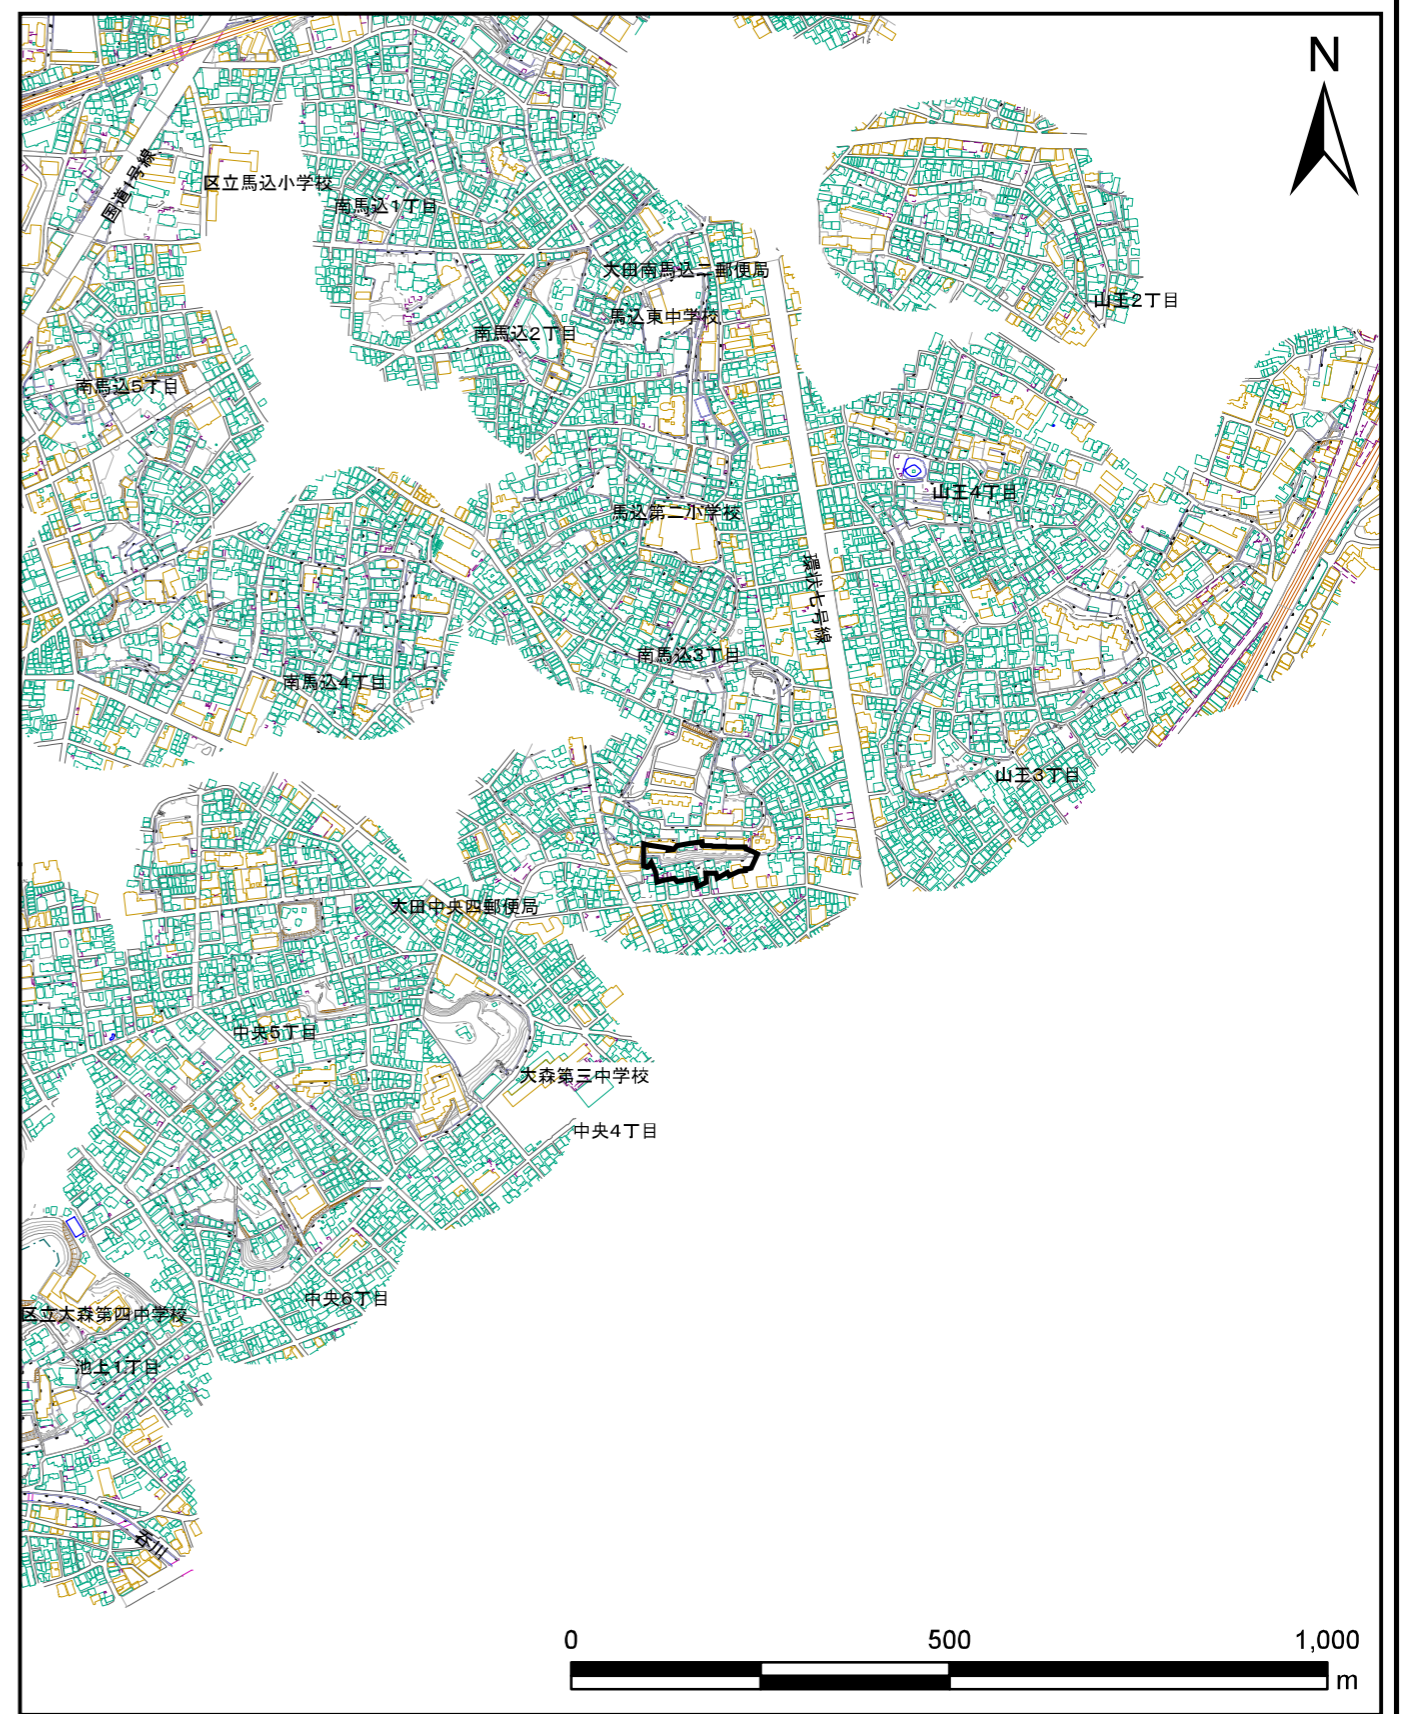 N
国道1号線
区立馬込小学校
南馬込1丁目
大田南馬込二郵便局
山王2丁目
馬込東中学校
南馬込2丁目
南馬込5丁目
山王4丁目
馬込第二小学校
環状七号線
南馬込3丁目
南馬込4丁目
山王3丁目
大田中央四郵便局
中央5丁目
大森第三中学校
中央4丁目
中央6丁目
区立大森第四中学校
池上1丁目
呑川
0 500 1,000
m